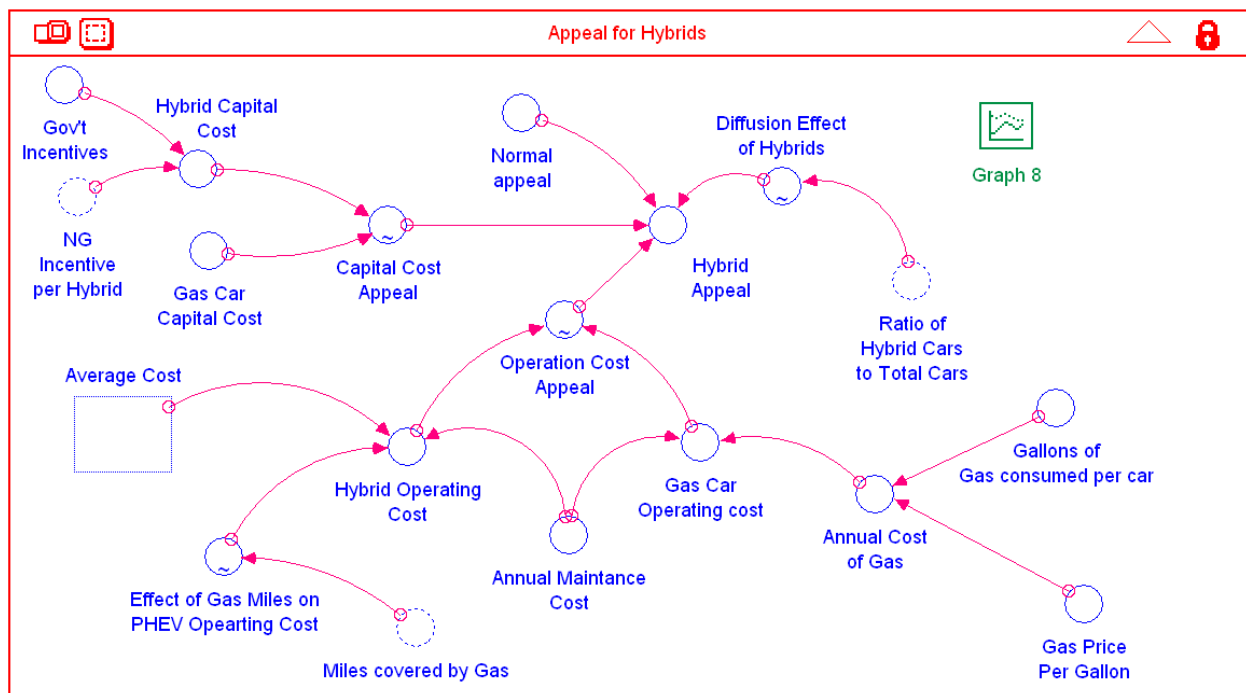 Appeal for Hybrids
Gov't
Incentives
Hybrid Capital
Cost
Normal
appeal
Diffusion Effect
of Hybrids
Graph 8
NG
Incentive
per Hybrid
Gas Car
Capital Cost
Capital Cost
Appeal
Hybrid
Appeal
Ratio of
Hybrid Cars
to Total Cars
Operation Cost
Appeal
Average Cost
Hybrid Operating
Cost
Gas Car
Operating cost
Gallons of
Gas consumed per car
Annual Cost
of Gas
Annual Maintance
Cost
Effect of Gas Miles on
PHEV Opearting Cost
Miles covered by Gas
Gas Price
Per Gallon